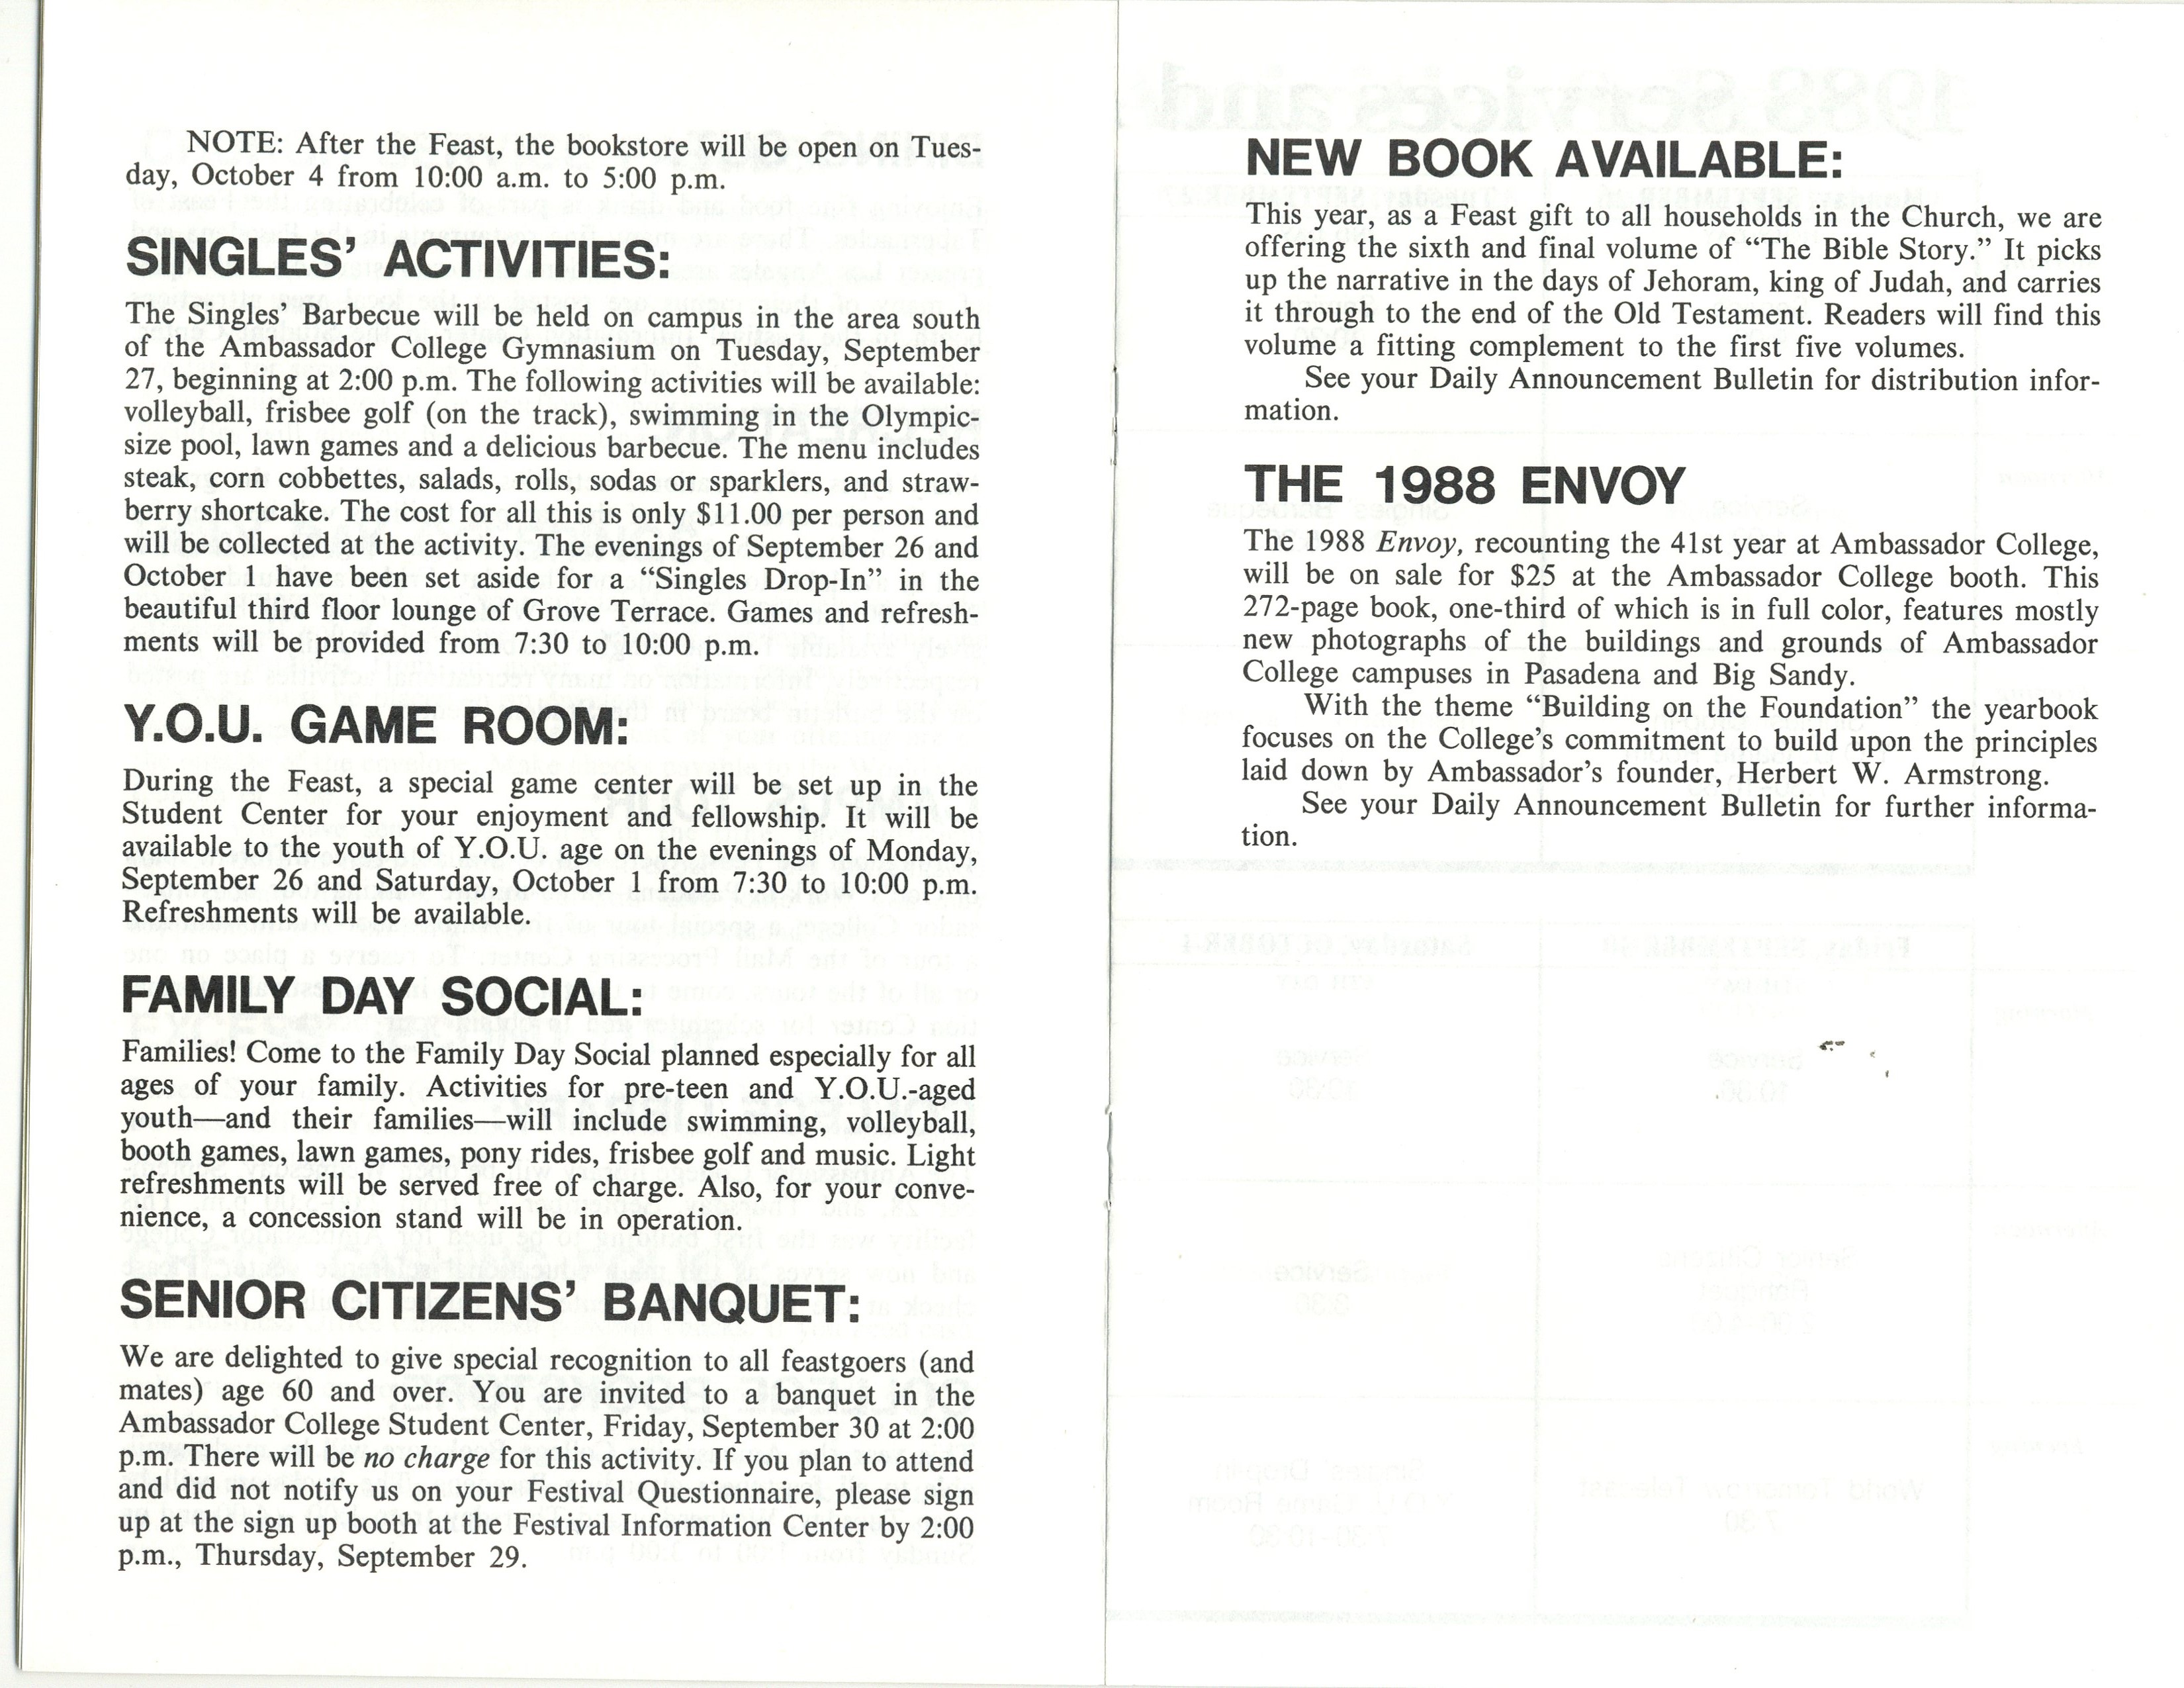 NOTE: After the Feast, the bookstore will be open on Tues-
day, October 4 from 10:00 a.m. to 5:00 p.m.
SINGLES' ACTIVITIES:
The Singles' Barbecue will be held on campus in the area south
of the Ambassador College Gymnasium on Tuesday, September
27, beginning at 2:00 p.m. The following activities will be available:
volleyball, frisbee golf (on the track), swimming in the Olympic-
size pool, lawn games and a delicious barbecue. The menu includes
steak, corn cobbettes, salads, rolls, sodas or sparklers, and straw-
berry shortcake. The cost for all this is only $11.00 per person and
will be collected at the activity. The evenings of September 26 and
October 1 have been set aside for a “Singles Drop-In” in the
beautiful third floor lounge of Grove Terrace. Games and refresh-
ments will be provided from 7:30 to 10:00 p.m.
Y.O.U. GAME ROOM:
During the Feast, a special game center will be set up in the
Student Center for your enjoyment and fellowship. It will be
available to the youth of Y.O.U. age on the evenings of Monday,
September 26 and Saturday, October 1 from 7:30 to 10:00 p.m.
Refreshments will be available.
FAMILY DAY SOCIAL:
Families! Come to the Family Day Social planned especially for all
ages of your family. Activities for pre-teen and Y.O.U.-aged
youth—and their families—will include swimming, volleyball,
booth games, lawn games, pony rides, frisbee golf and music. Light
refreshments will be served free of charge. Also, for your conve-
nience, a concession stand will be in operation.
SENIOR CITIZENS' BANQUET:
We are delighted to give special recognition to all feastgoers (and
mates) age 60 and over. You are invited to a banquet in the
Ambassador College Student Center, Friday, September 30 at 2:00
p.m. There will be no charge for this activity. If you plan to attend
and did not notify us on your Festival Questionnaire, please sign
up at the sign up booth at the Festival Information Center by 2:00
p.m., Thursday, September 29.
NEW BOOK AVAILABLE:
This year, as a Feast gift to all households in the Church, we are
offering the sixth and final volume of “The Bible Story.” It picks
up the narrative in the days of Jehoram, king of Judah, and carries
it through to the end of the Old Testament. Readers will find this
volume a fitting complement to the first five volumes.
See your Daily Announcement Bulletin for distribution infor-
mation.
THE 1988 ENVOY
The 1988 Envoy, recounting the 41st year at Ambassador College,
will be on sale for $25 at the Ambassador College booth. This
272-page book, one-third of which is in full color, features mostly
new photographs of the buildings and grounds of Ambassador
College campuses in Pasadena and Big Sandy.
With the theme “Building on the Foundation” the yearbook
focuses on the College's commitment to build upon the principles
laid down by Ambassador's founder, Herbert W. Armstrong.
See your Daily Announcement Bulletin for further informa-
tion.